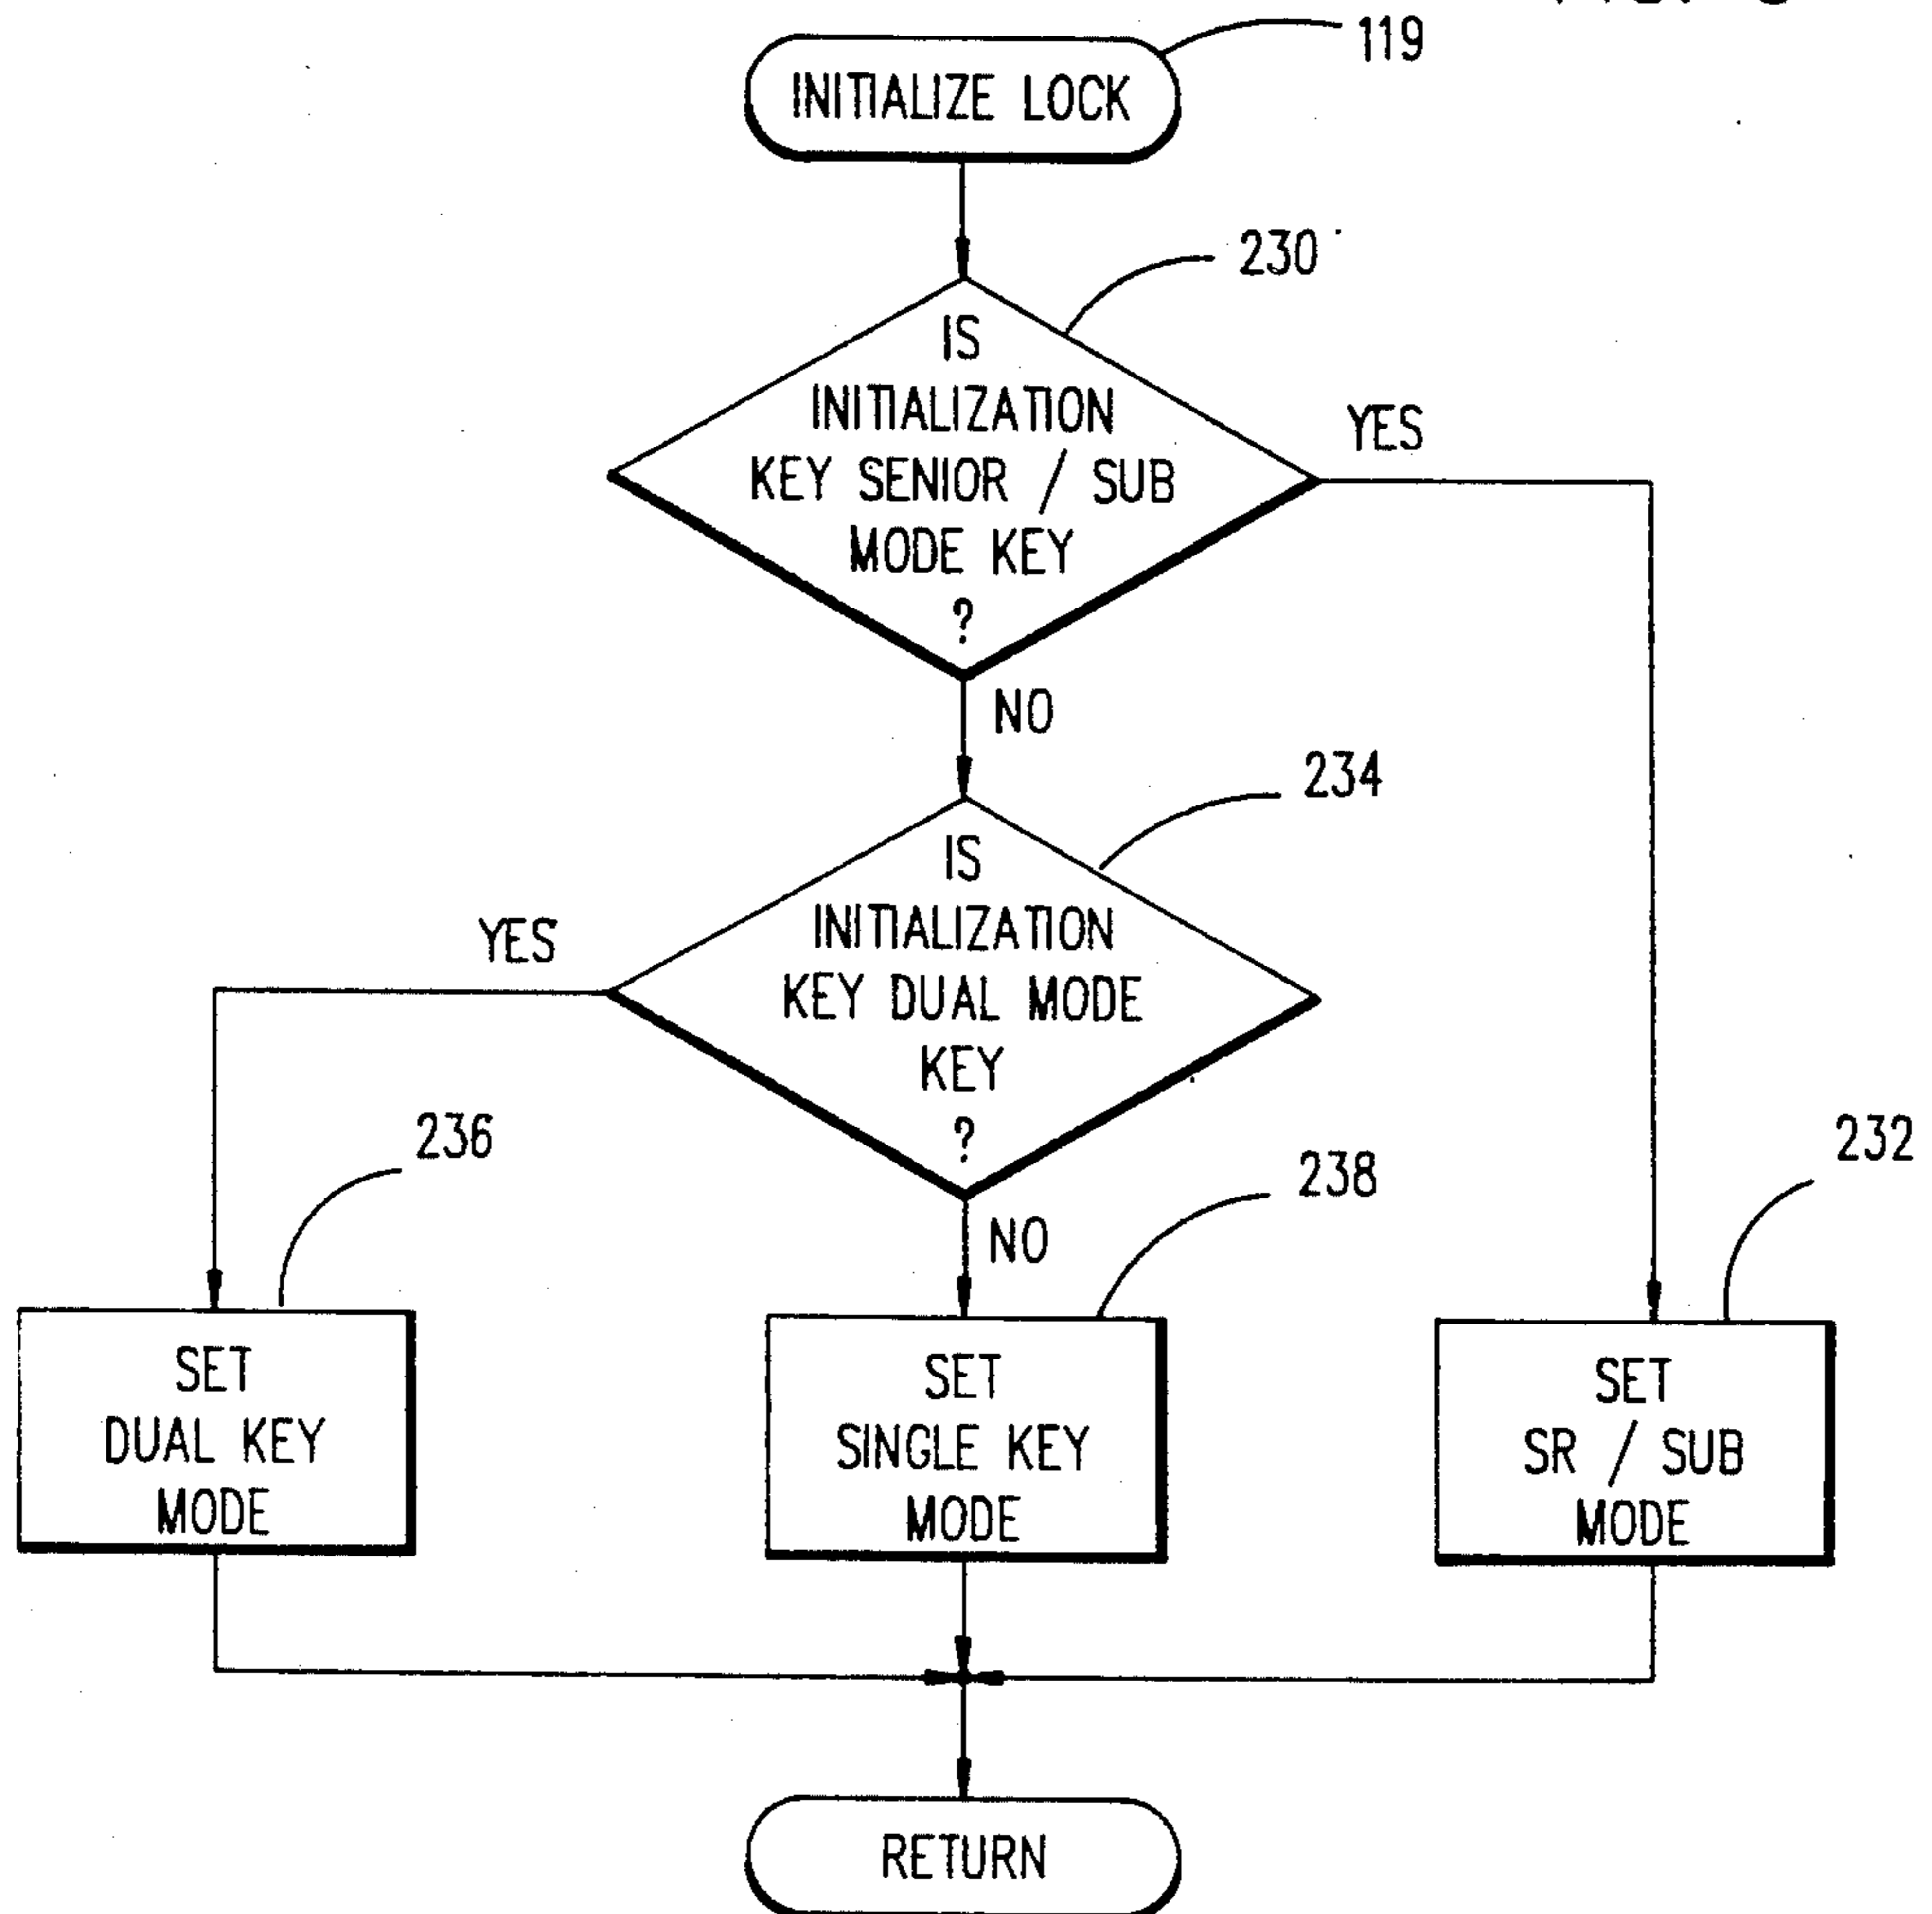 119
INITIALIZE LOCK
230
IS
INITIALIZATION
KEY SENIOR / SUB
MODE KEY
?
YES
NO
234
IS
INITIALIZATION
KEY DUAL MODE
KEY
?
YES
NO
236
238
232
SET
DUAL KEY
MODE
SET
SINGLE KEY
MODE
SET
SR / SUB
MODE
RETURN